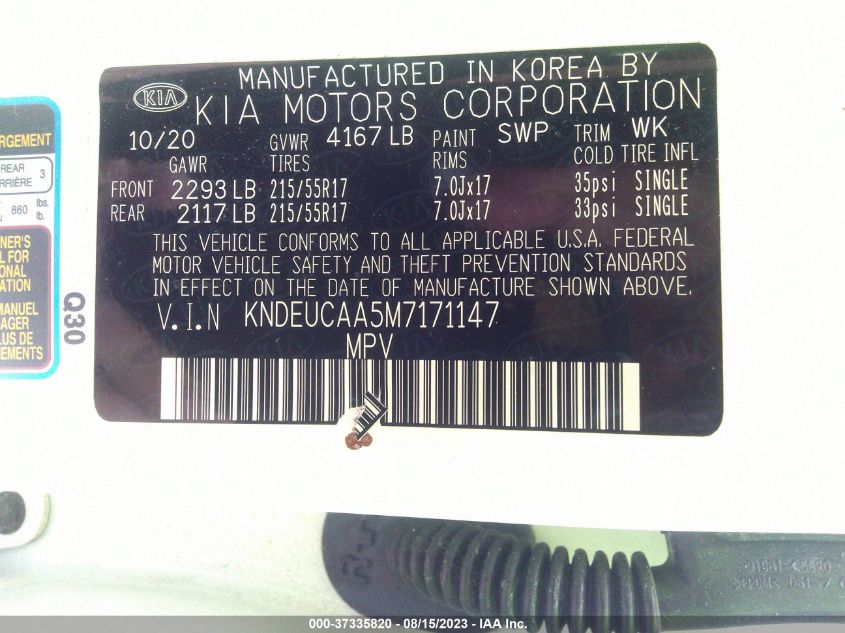 MANUFACTURED IN KOREA BY
KIA
KIA MOTORS CORPORATION
10/20 GVWR 4167 LB PAINT SWP TRIM WK
GAWR TIRES RIMS COLD TIRE INFL
FRONT 2293 LB 215/55R17 7.0Jx17 35psi SINGLE
REAR 2117 LB 215/55R17 7.0Jx17 33psi SINGLE
THIS VEHICLE CONFORMS TO ALL APPLICABLE U.S.A. FEDERAL
MOTOR VEHICLE SAFETY AND THEFT PREVENTION STANDARDS
IN EFFECT ON THE DATE OF MANUFACTURE SHOWN ABOVE.
V.I.N KNDEUCAA5M7171147
MPV
RGEMENT
REAR 3
RRIÈRE
860 lbs.
lb.
NER'S
L FOR
ONAL
ATION
MANUEL
AGER
LUS DE
EMENTS
Q30
000-37335820 - 08/15/2023 - IAA Inc.